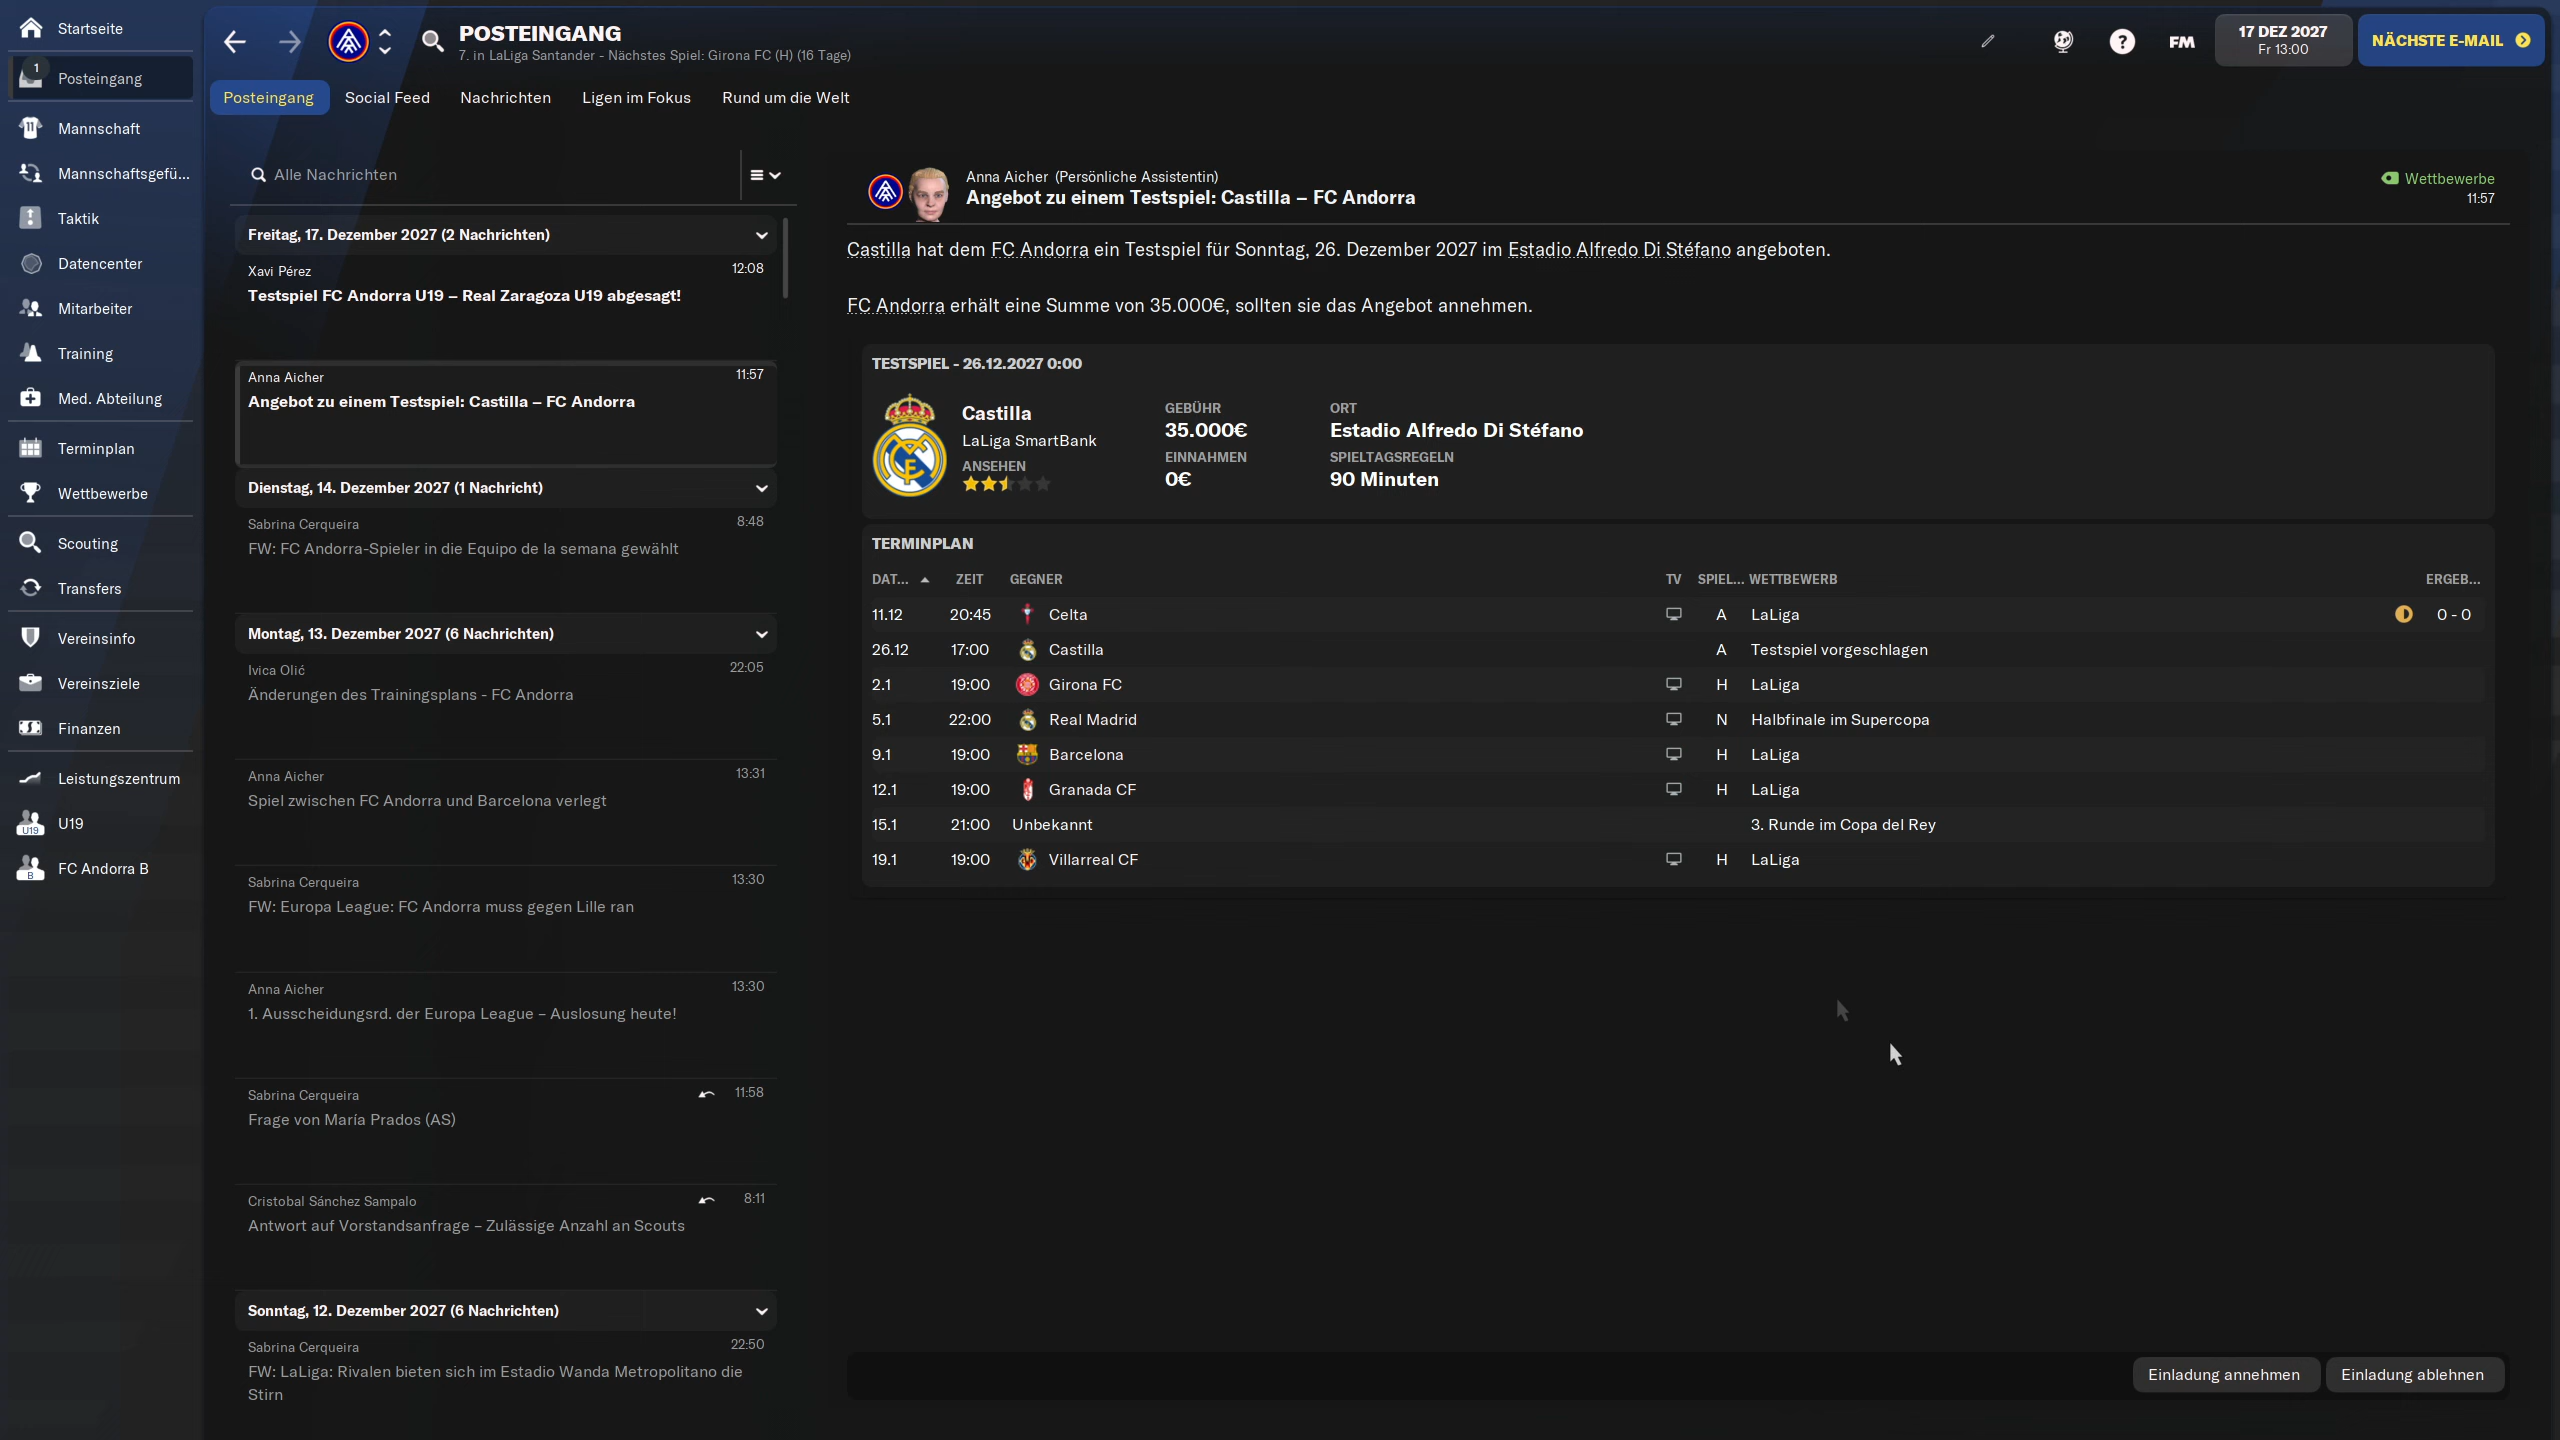 Startseite
1
Posteingang
Mannschaft
Mannschaftsgefü...
Taktik
Datencenter
Mitarbeiter
Training
Med. Abteilung
Terminplan
Wettbewerbe
Scouting
Transfers
Vereinsinfo
Vereinsziele
Finanzen
Leistungszentrum
U19
U19
B
FC Andorra B
POSTEINGANG
7. in LaLiga Santander - Nächstes Spiel: Girona FC (H) (16 Tage)
?
FM
17 DEZ 2027
Fr 13:00
NÄCHSTE E-MAIL
Posteingang
Social Feed
Nachrichten
Ligen im Fokus
Rund um die Welt
Alle Nachrichten
Freitag, 17. Dezember 2027 (2 Nachrichten)
Xavi Pérez 12:08
Testspiel FC Andorra U19 – Real Zaragoza U19 abgesagt!
Anna Aicher 11:57
Angebot zu einem Testspiel: Castilla – FC Andorra
Dienstag, 14. Dezember 2027 (1 Nachricht)
Sabrina Cerqueira 8:48
FW: FC Andorra-Spieler in die Equipo de la semana gewählt
Montag, 13. Dezember 2027 (6 Nachrichten)
Ivica Olić 22:05
Änderungen des Trainingsplans - FC Andorra
Anna Aicher 13:31
Spiel zwischen FC Andorra und Barcelona verlegt
Sabrina Cerqueira 13:30
FW: Europa League: FC Andorra muss gegen Lille ran
Anna Aicher 13:30
1. Ausscheidungsrd. der Europa League – Auslosung heute!
Sabrina Cerqueira 11:58
Frage von María Prados (AS)
Cristobal Sánchez Sampalo 8:11
Antwort auf Vorstandsanfrage – Zulässige Anzahl an Scouts
Sonntag, 12. Dezember 2027 (6 Nachrichten)
Sabrina Cerqueira 22:50
FW: LaLiga: Rivalen bieten sich im Estadio Wanda Metropolitano die
Stirn
Anna Aicher (Persönliche Assistentin)
Angebot zu einem Testspiel: Castilla – FC Andorra
Wettbewerbe
11:57
Castilla hat dem FC Andorra ein Testspiel für Sonntag, 26. Dezember 2027 im Estadio Alfredo Di Stéfano angeboten.
FC Andorra erhält eine Summe von 35.000€, sollten sie das Angebot annehmen.
TESTSPIEL - 26.12.2027 0:00
Castilla
LaLiga SmartBank
ANSEHEN
GEBÜHR
35.000€
EINNAHMEN
0€
ORT
Estadio Alfredo Di Stéfano
SPIELTAGSREGELN
90 Minuten
TERMINPLAN
DAT... ZEIT GEGNER TV SPIEL... WETTBEWERB ERGEB...
11.12 20:45 Celta A LaLiga 0 - 0
26.12 17:00 Castilla A Testspiel vorgeschlagen
2.1 19:00 Girona FC H LaLiga
5.1 22:00 Real Madrid N Halbfinale im Supercopa
9.1 19:00 Barcelona H LaLiga
12.1 19:00 Granada CF H LaLiga
15.1 21:00 Unbekannt 3. Runde im Copa del Rey
19.1 19:00 Villarreal CF H LaLiga
Einladung annehmen
Einladung ablehnen